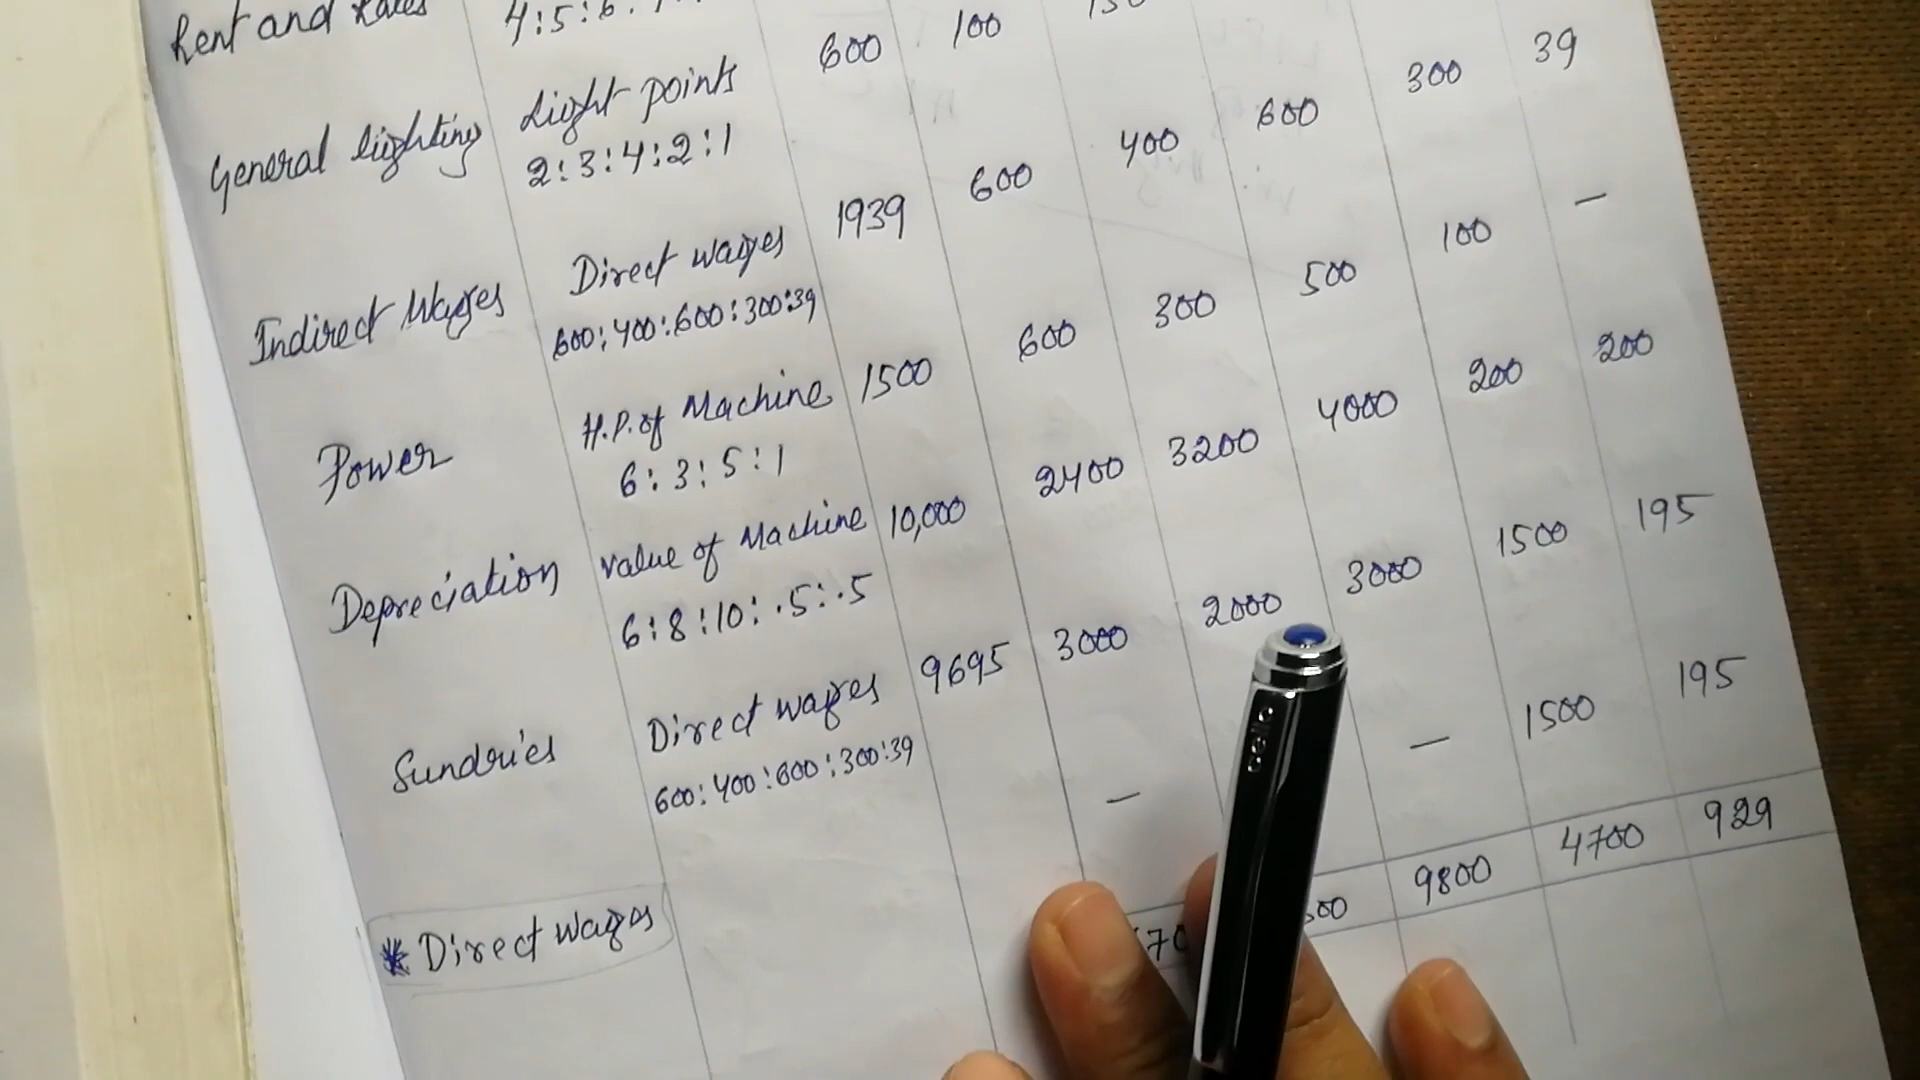 Rent and Rates 4:5:6:
General lighting Light points 600 100 150
2:3:4:2:1
Indirect Wages Direct wages 1939 600 400 600 300 39
600:400:600:300:39
Power H.P. of Machine 1500 600 300 500 100 —
6:3:5:1
Depreciation Value of Machine 10,000 2400 3200 4000 200 200
6:8:10:.5:.5
Sundries Direct wages 9695 3000 2000 3000 1500 195
600:400:600:300:39
* Direct wages — — 1500 195
9800 4700 929
cello